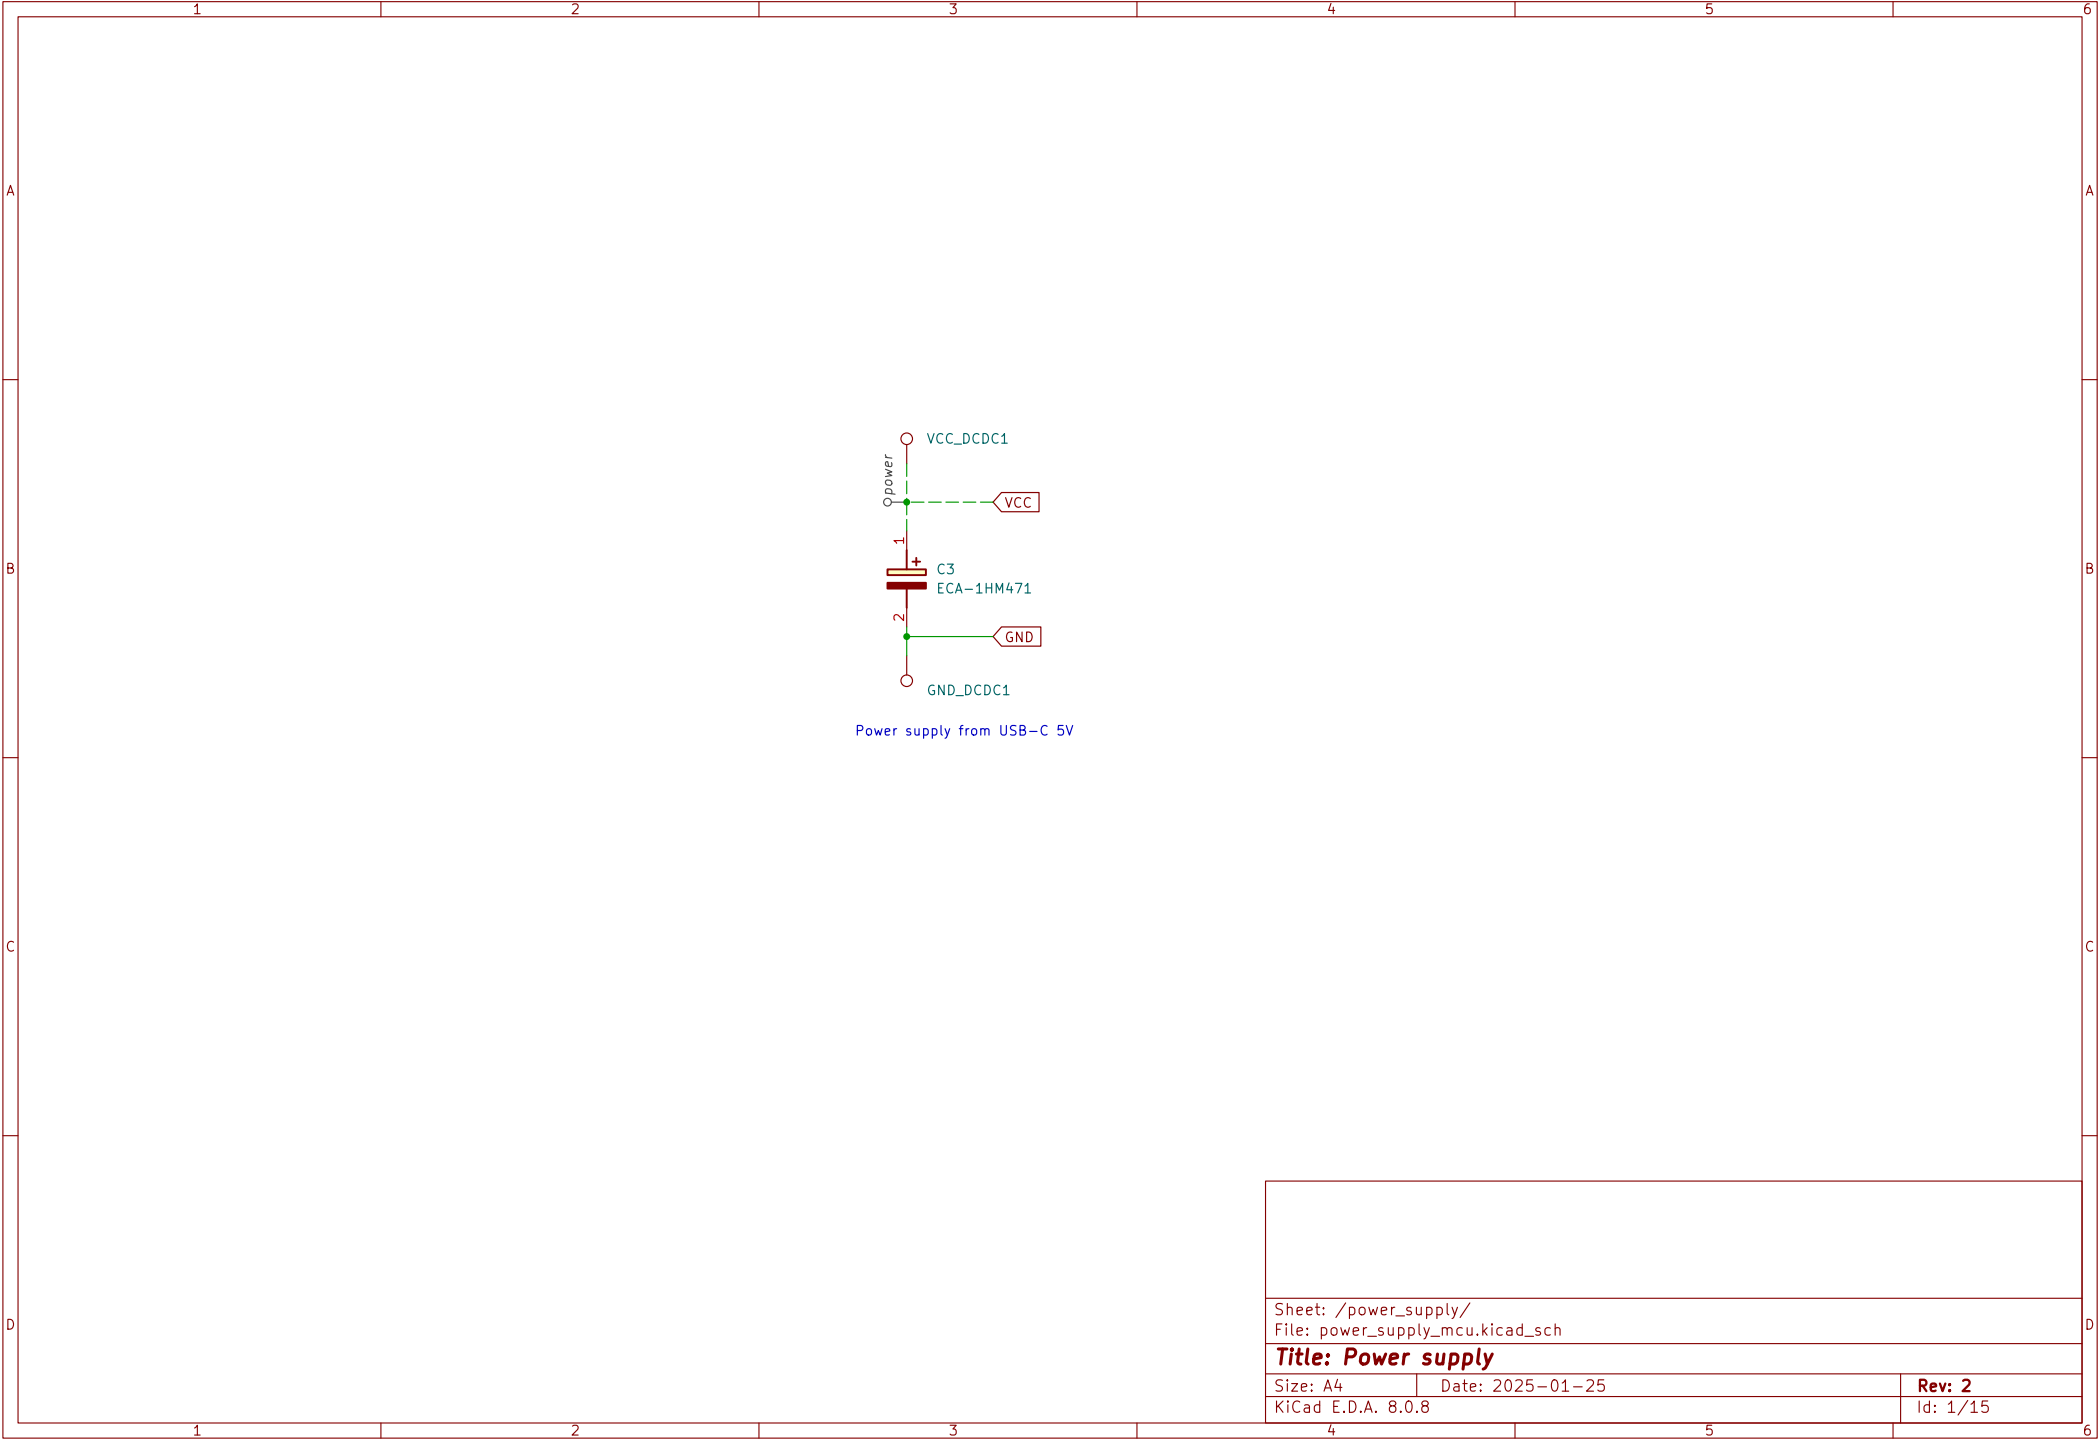 1 2 3 4 5 6
A A
VCC_DCDC1
power
VCC
1
+
B B
C3
ECA-1HM471
2
GND
GND_DCDC1
Power supply from USB-C 5V
C C
Sheet: /power_supply/
D D
File: power_supply_mcu.kicad_sch
Title: Power supply
Size: A4 Date: 2025-01-25 Rev: 2
KiCad E.D.A. 8.0.8 Id: 1/15
1 2 3 4 5 6